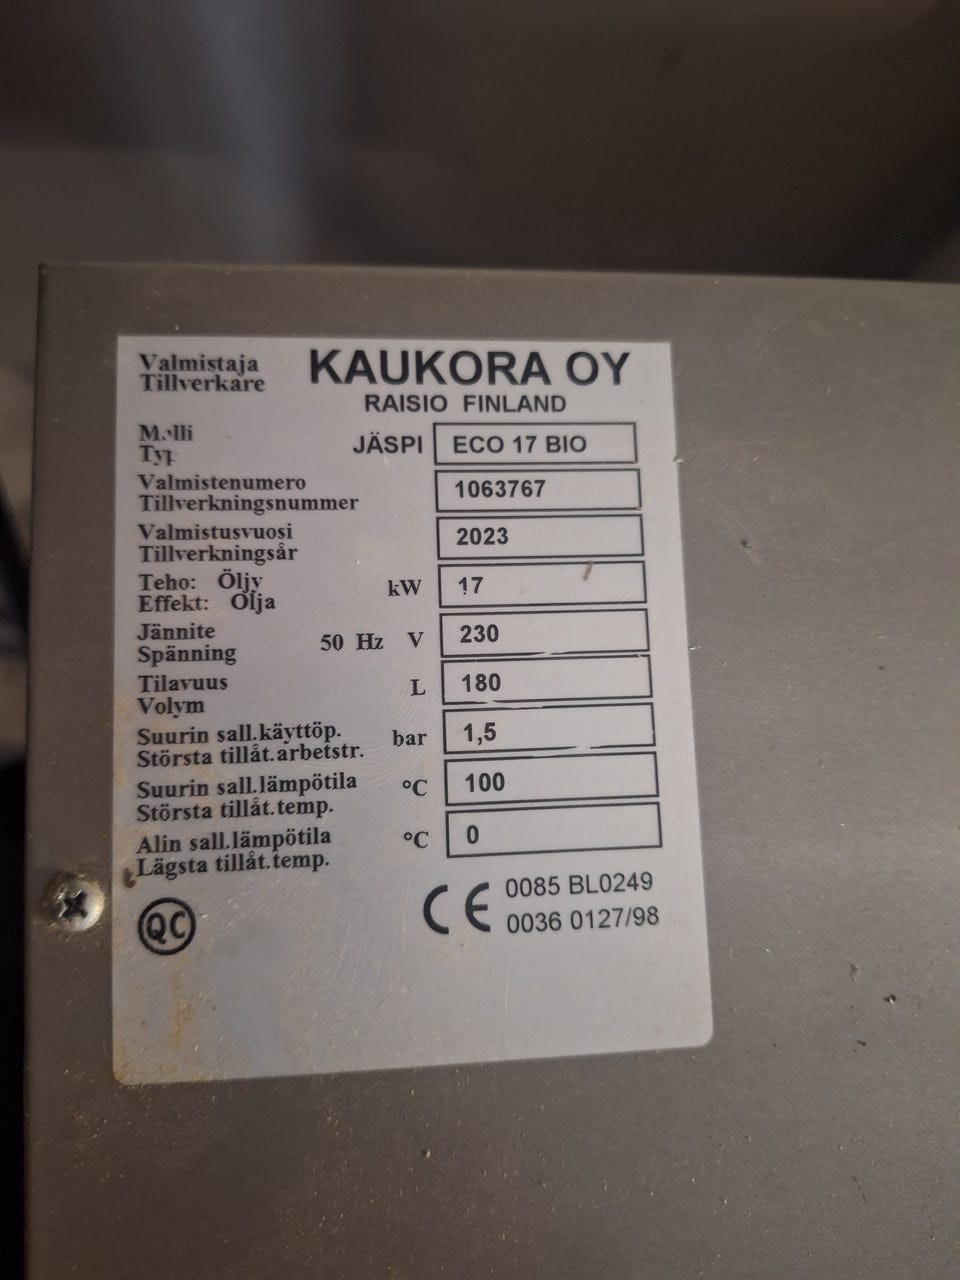 Valmistaja KAUKORA OY
Tillverkare
RAISIO FINLAND
JÄSPI ECO 17 BIO
Valmistenumero 1063767
Tillverkningsnummer
Valmistusvuosi 2023
Tillverkningsår
Teho: Öljy kW 17
Effekt: Olja
Jännite 50 Hz V 230
Spänning
Tilavuus L 180
Volym
Suurin sall.käyttöp. bar 1,5
Största tillåt.arbetstr.
Suurin sall.lämpötila °C 100
Största tillåt.temp.
Alin sall.lämpötila °C 0
Lägsta tillåt.temp.
QC CE 0085 BL0249
0036 0127/98